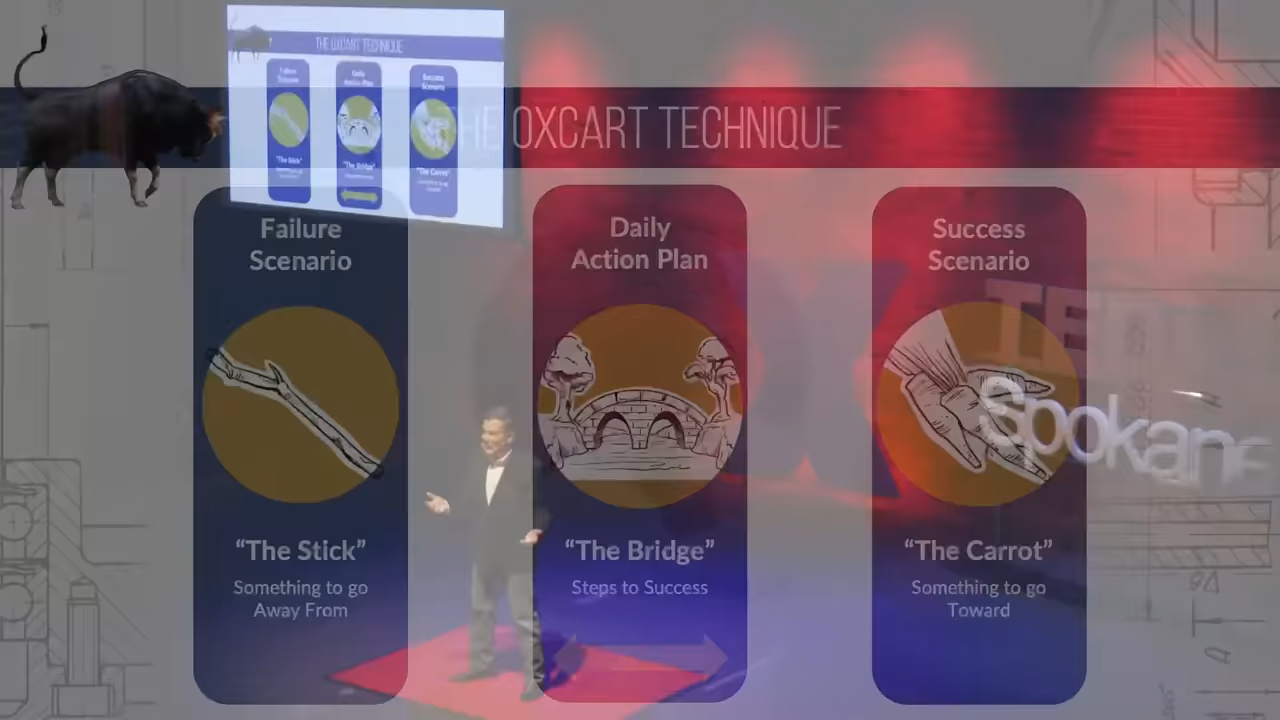 THE OXCART TECHNIQUE
Failure
Scenario
"The Stick"
Daily
Action Plan
"The Bridge"
Success
Scenario
"The Carrot"
THE OXCART TECHNIQUE
Failure
Scenario
“The Stick”
Something to go
Away From
Daily
Action Plan
“The Bridge”
Steps to Success
Success
Scenario
“The Carrot”
Something to go
Toward
TE
Spokane